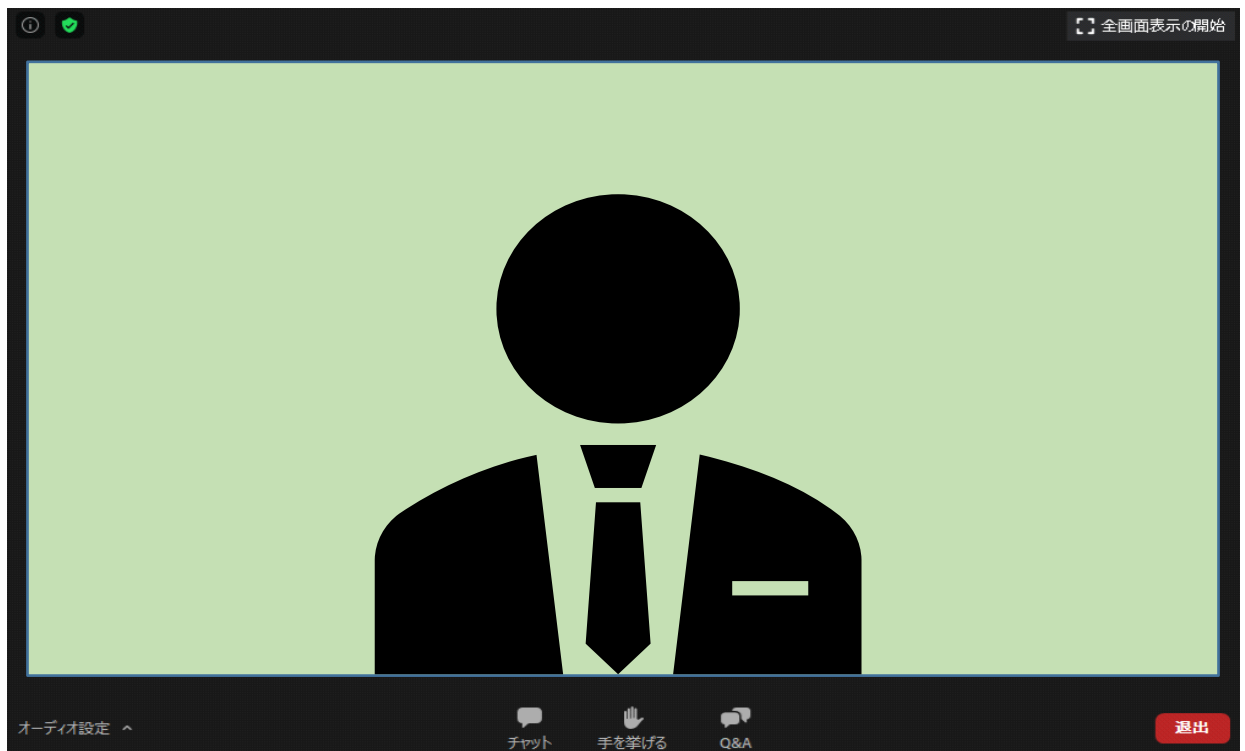 全画面表示の開始
オーディオ設定
チャット
手を挙げる
Q&A
退出